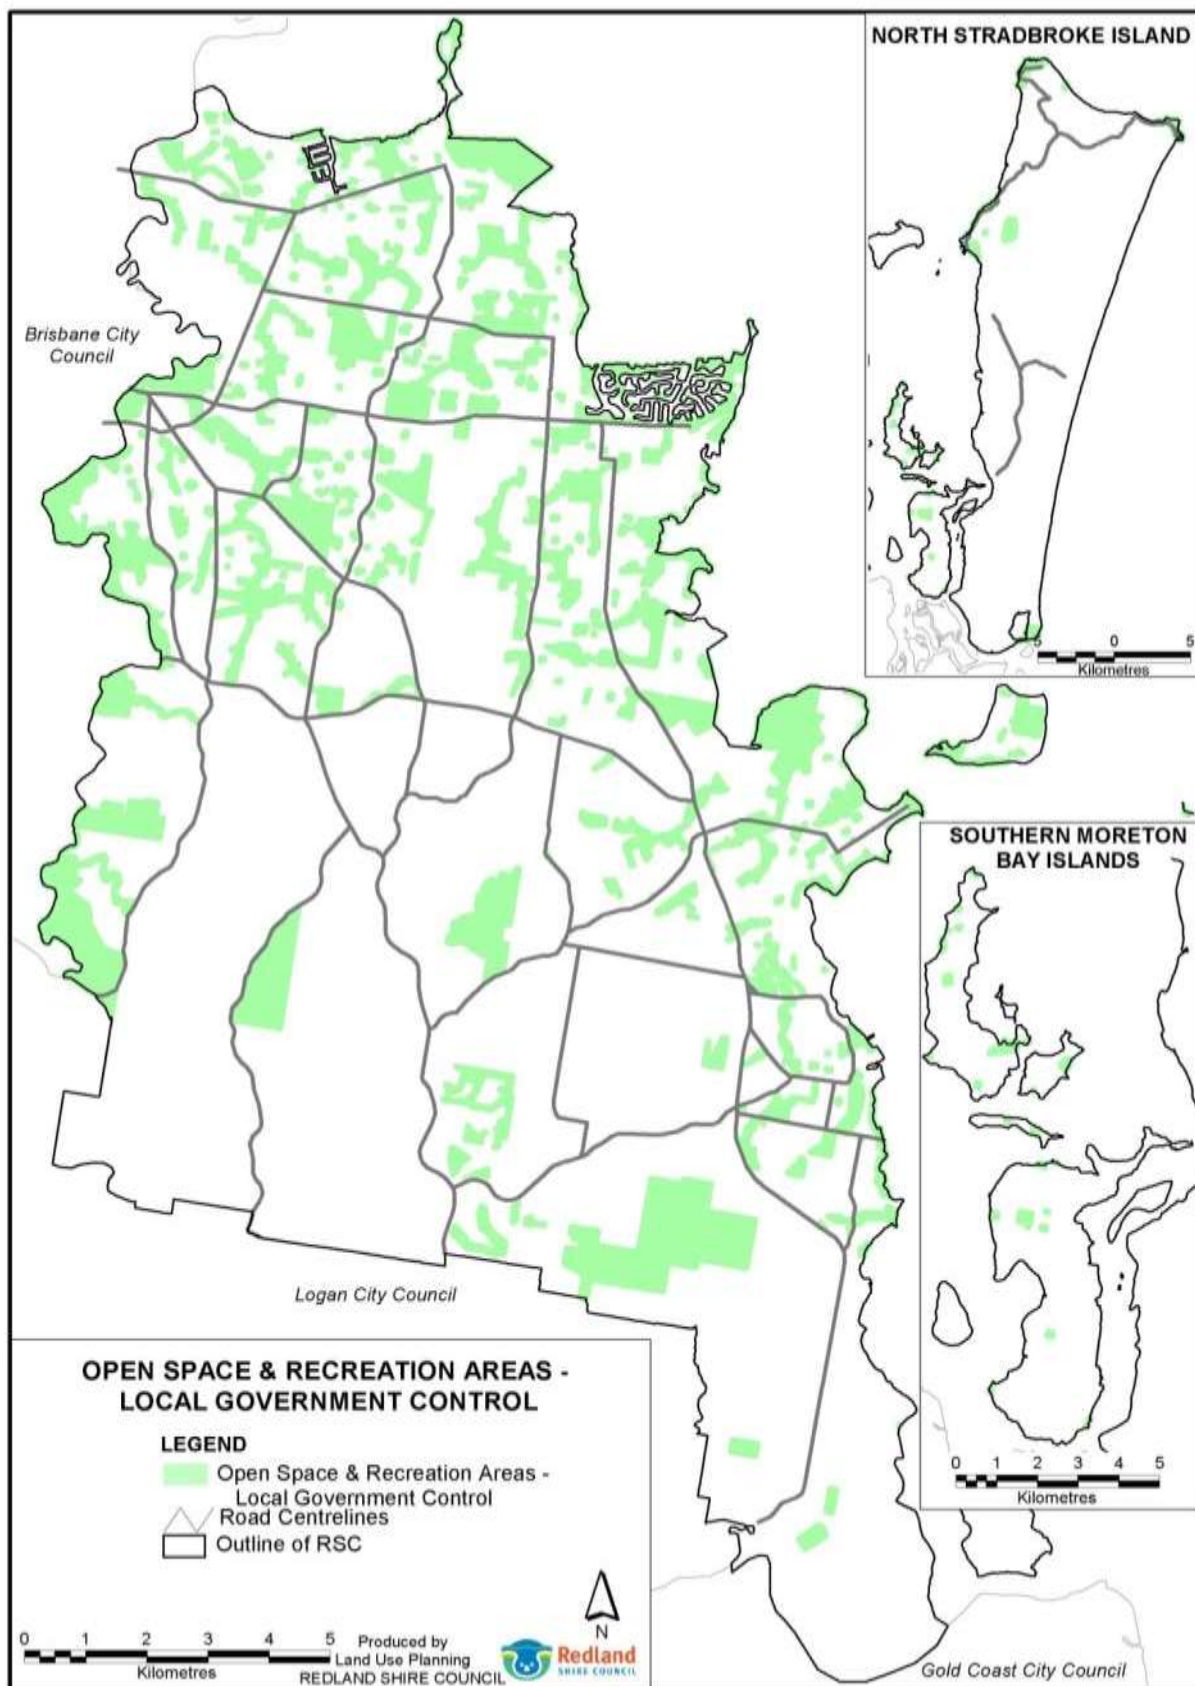 NORTH STRADBROKE ISLAND
Brisbane City
Council
5 0 5
Kilometres
SOUTHERN MORETON
BAY ISLANDS
0 1 2 3 4 5
Kilometres
Logan City Council
OPEN SPACE & RECREATION AREAS -
LOCAL GOVERNMENT CONTROL
LEGEND
Open Space & Recreation Areas -
Local Government Control
Road Centrelines
Outline of RSC
N
0 1 2 3 4 5
Kilometres
Produced by
Land Use Planning
REDLAND SHIRE COUNCIL
Redland
SHIRE COUNCIL
Gold Coast City Council